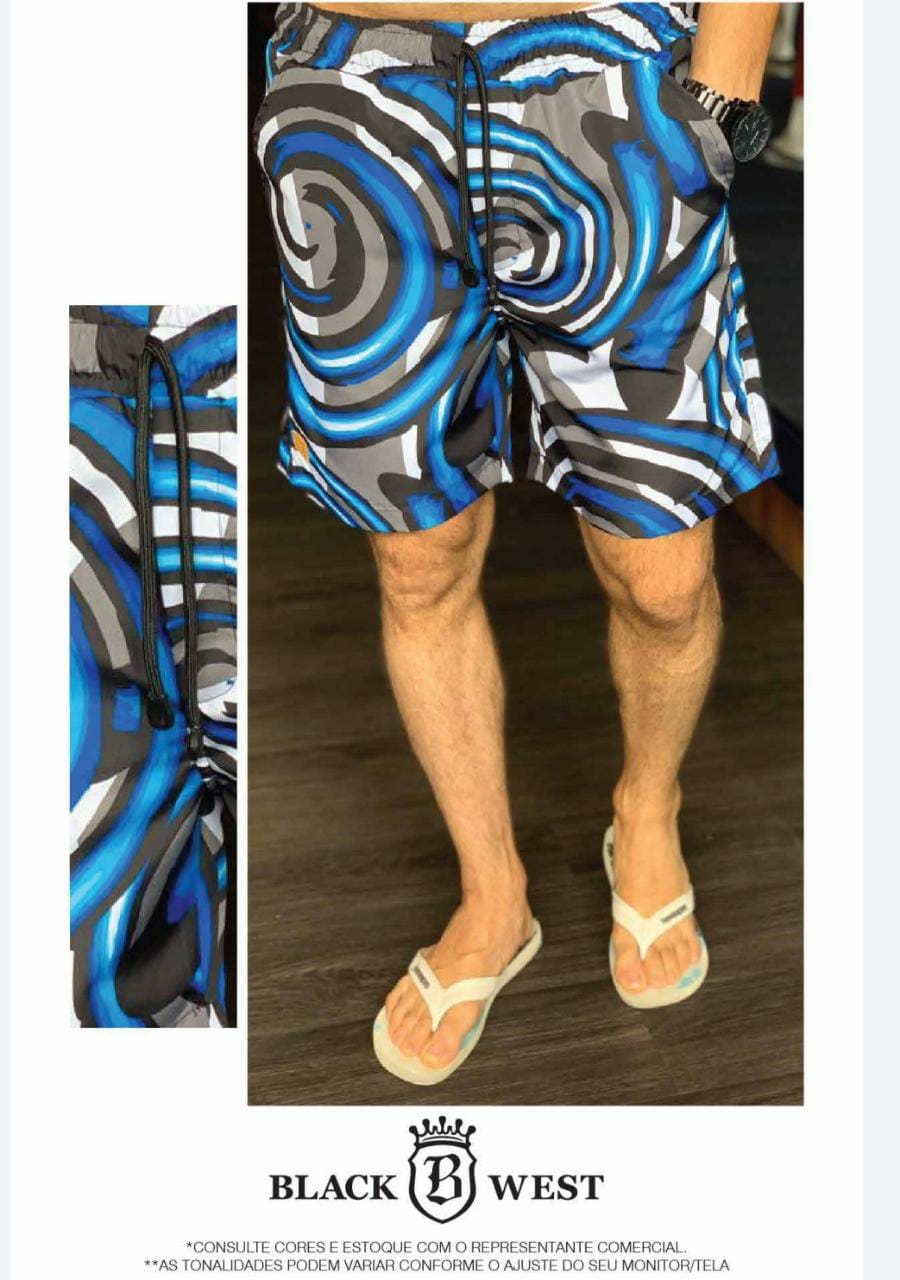 BLACK B WEST
*CONSULTE CORES E ESTOQUE COM O REPRESENTANTE COMERCIAL.
**AS TONALIDADES PODEM VARIAR CONFORME O AJUSTE DO SEU MONITOR/TELA